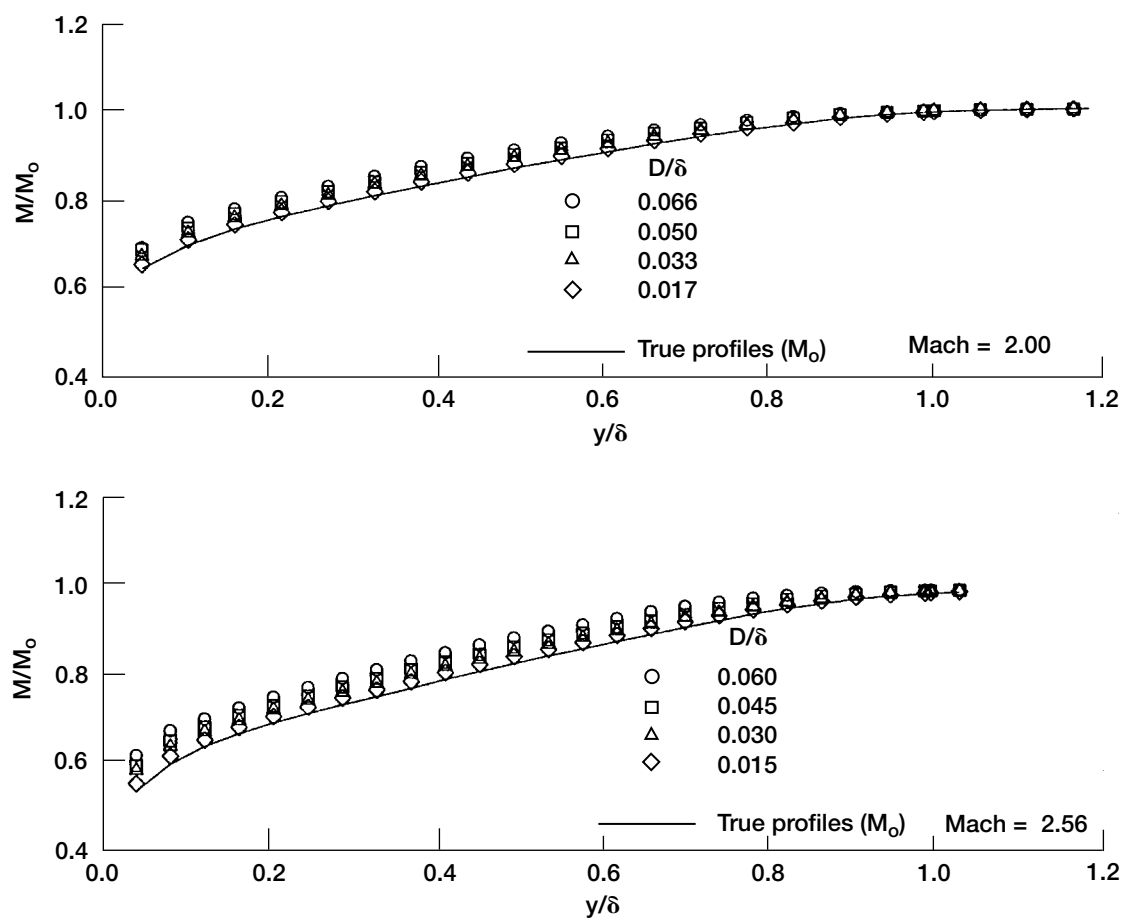 1.2
1.0
0.8
0.6
0.4
M/Mo
D/δ
0.066
0.050
0.033
0.017
True profiles (Mo) Mach = 2.00
0.0 0.2 0.4 0.6 0.8 1.0 1.2
y/δ
1.2
1.0
0.8
0.6
0.4
M/Mo
D/δ
0.060
0.045
0.030
0.015
True profiles (Mo) Mach = 2.56
0.0 0.2 0.4 0.6 0.8 1.0 1.2
y/δ